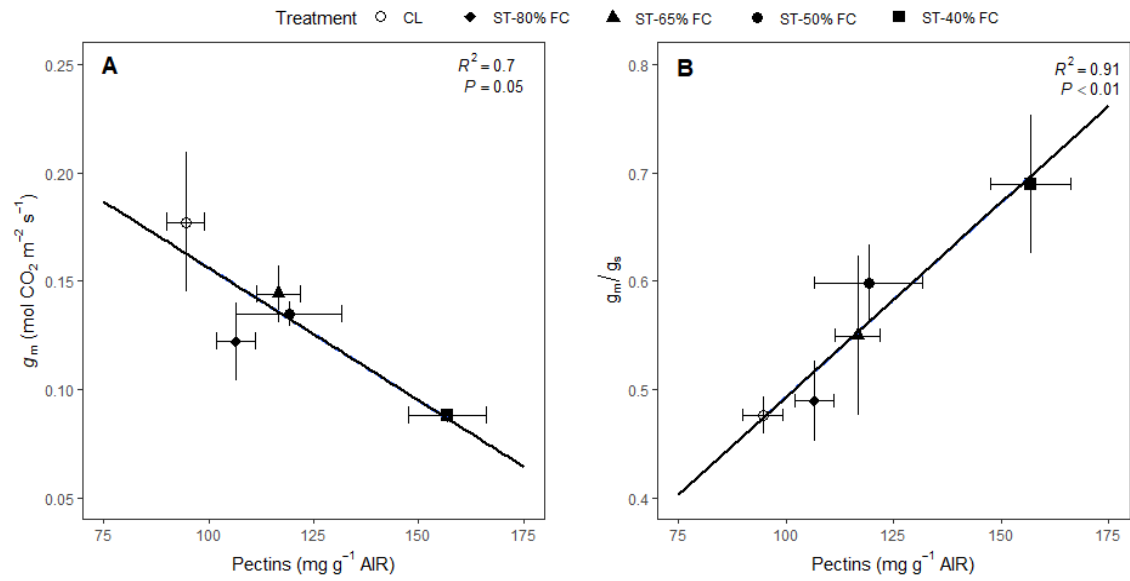 Treatment CL ST-80% FC ST-65% FC ST-50% FC ST-40% FC
A
R² = 0.7
P = 0.05
0.25
0.20
0.15
0.10
0.05
gm (mol CO₂ m⁻² s⁻¹)
75 100 125 150 175
Pectins (mg g⁻¹ AIR)
B
R² = 0.91
P < 0.01
0.8
0.7
0.6
0.5
0.4
gm/ gs
75 100 125 150 175
Pectins (mg g⁻¹ AIR)